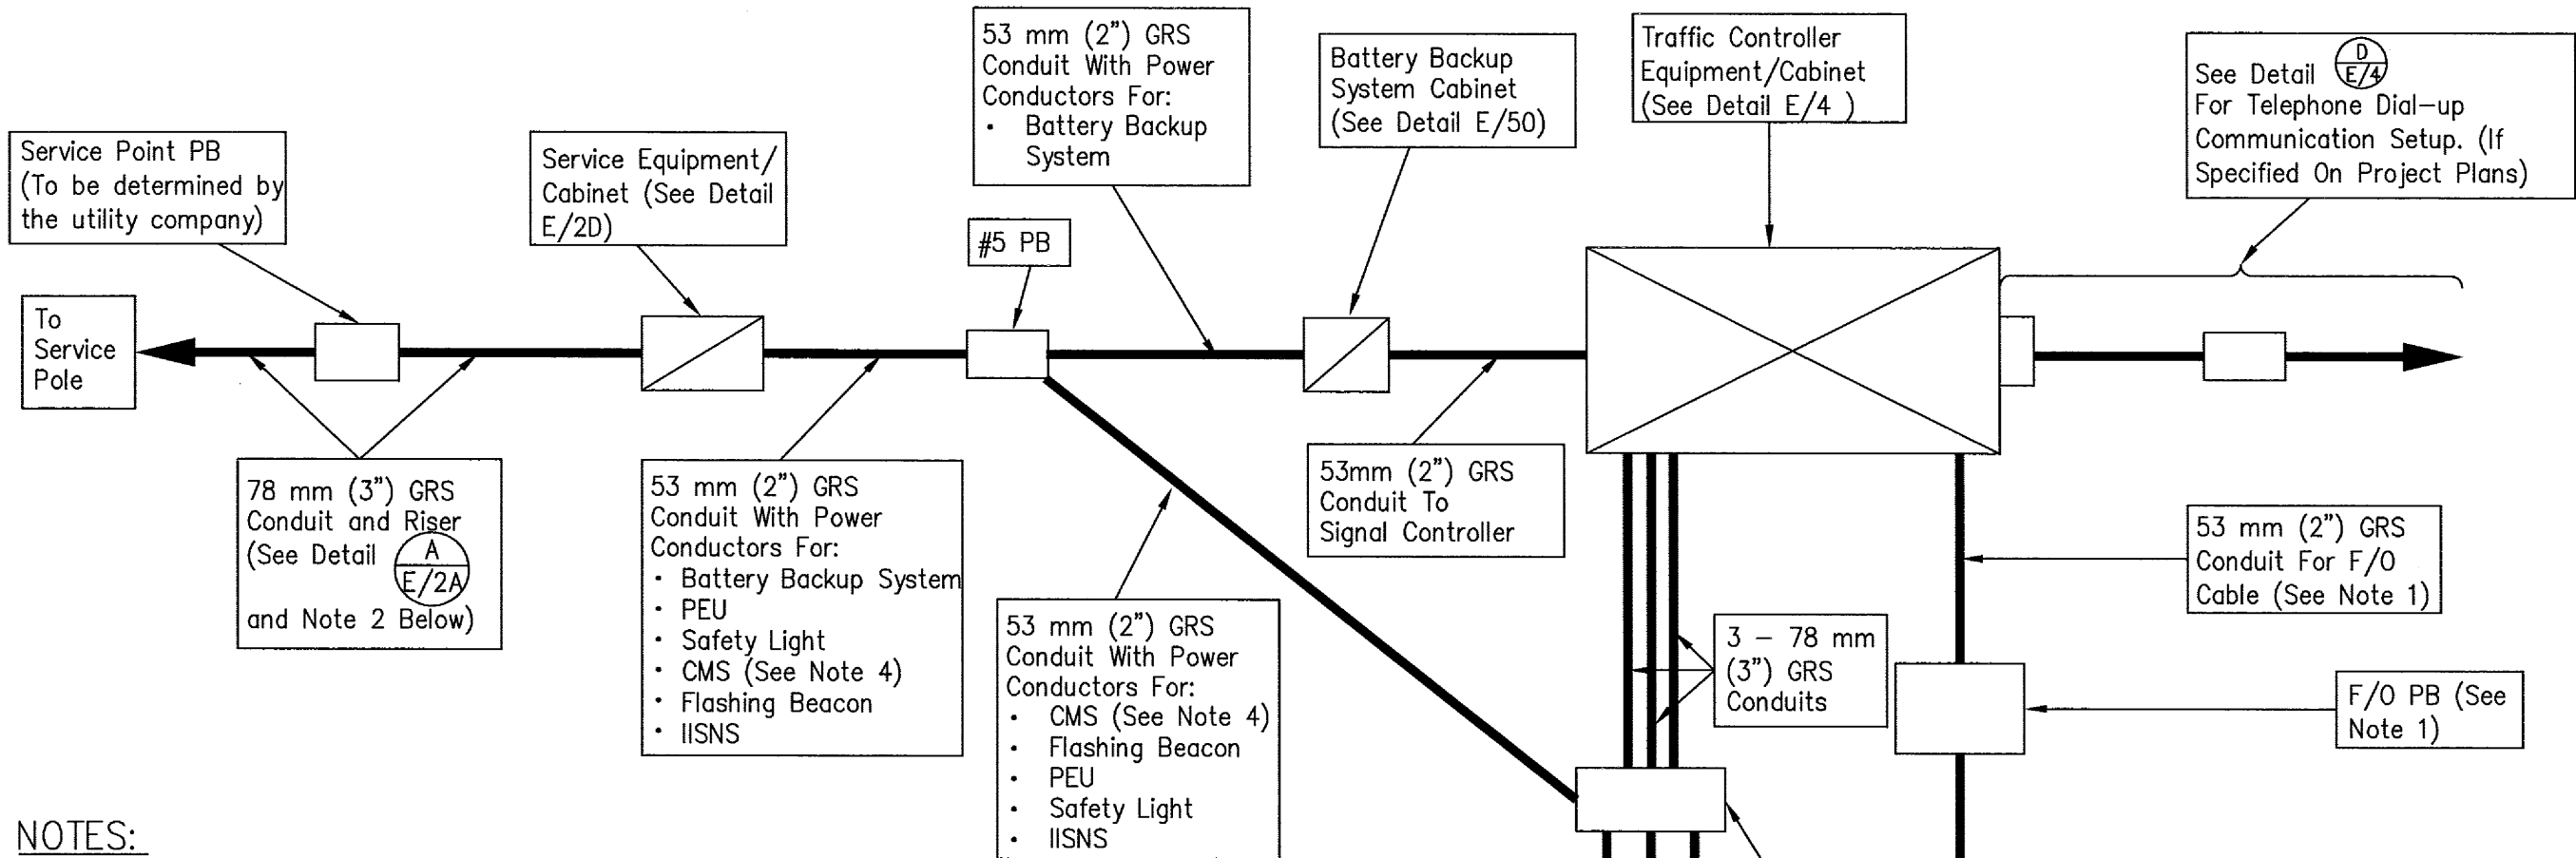 Service Point PB
(To be determined by
the utility company)
Service Equipment/
Cabinet (See Detail
E/2D)
53 mm (2") GRS
Conduit With Power
Conductors For:
· Battery Backup
System
#5 PB
Battery Backup
System Cabinet
(See Detail E/50)
Traffic Controller
Equipment/Cabinet
(See Detail E/4 )
See Detail D
E/4
For Telephone Dial-up
Communication Setup. (If
Specified On Project Plans)
To
Service
Pole
78 mm (3") GRS
Conduit and Riser
(See Detail A
E/2A
and Note 2 Below)
53 mm (2") GRS
Conduit With Power
Conductors For:
· Battery Backup System
· PEU
· Safety Light
· CMS (See Note 4)
· Flashing Beacon
· IISNS
53 mm (2") GRS
Conduit With Power
Conductors For:
· CMS (See Note 4)
· Flashing Beacon
· PEU
· Safety Light
· IISNS
53mm (2") GRS
Conduit To
Signal Controller
3 - 78 mm
(3") GRS
Conduits
53 mm (2") GRS
Conduit For F/O
Cable (See Note 1)
F/O PB (See
Note 1)
NOTES: